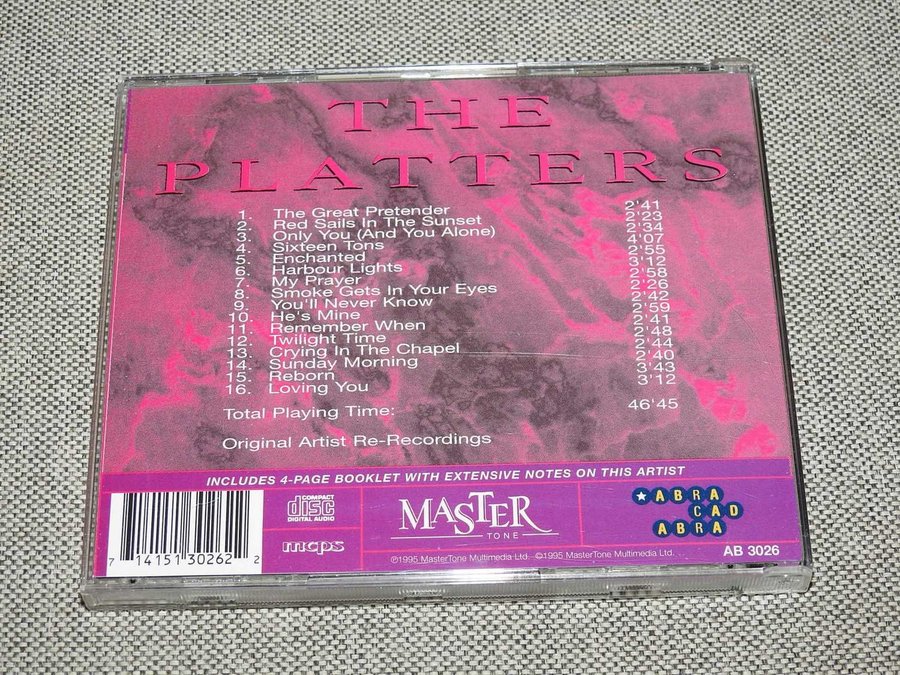 THE
PLATTERS
1. The Great Pretender 2'41
2. Red Sails In The Sunset 2'23
3. Only You (And You Alone) 2'34
4. Sixteen Tons 4'07
5. Enchanted 2'55
6. Harbour Lights 3'12
7. My Prayer 2'58
8. Smoke Gets In Your Eyes 2'26
9. You'll Never Know 2'42
10. He's Mine 2'59
11. Remember When 2'41
12. Twilight Time 2'48
13. Crying In The Chapel 2'44
14. Sunday Morning 2'40
15. Reborn 3'43
16. Loving You 3'12
Total Playing Time: 46'45
Original Artist Re-Recordings
INCLUDES 4-PAGE BOOKLET WITH EXTENSIVE NOTES ON THIS ARTIST
7 14151 30262 2
COMPACT
disc
DIGITAL AUDIO
mcps
MASTER
TONE
℗1995 MasterTone Multimedia Ltd. ©1995 MasterTone Multimedia Ltd.
ABRA
CAD
ABRA
AB 3026